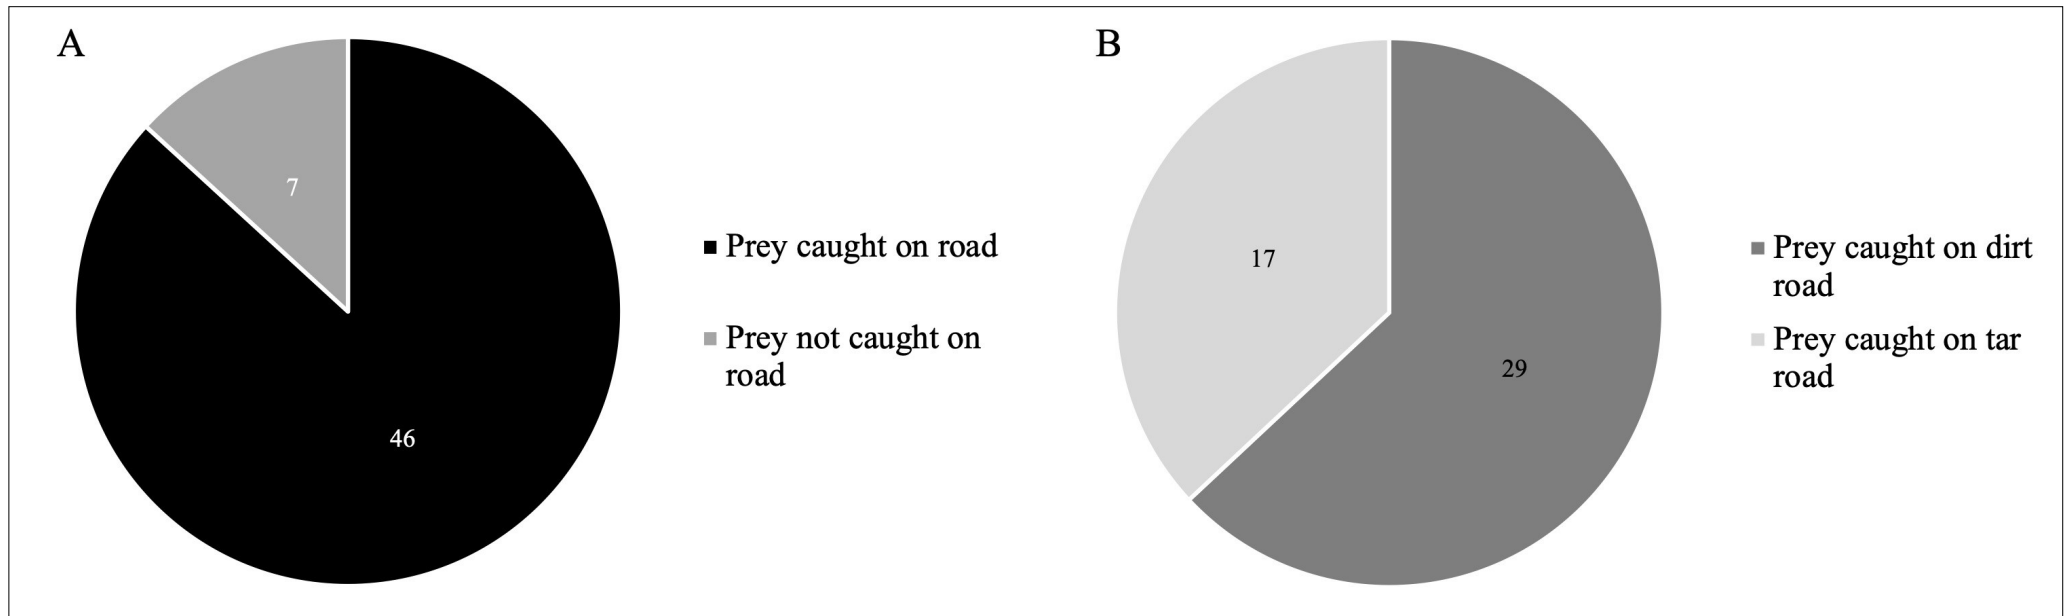 A
7
46
Prey caught on road
Prey not caught on
road
B
17
29
Prey caught on dirt
road
Prey caught on tar
road